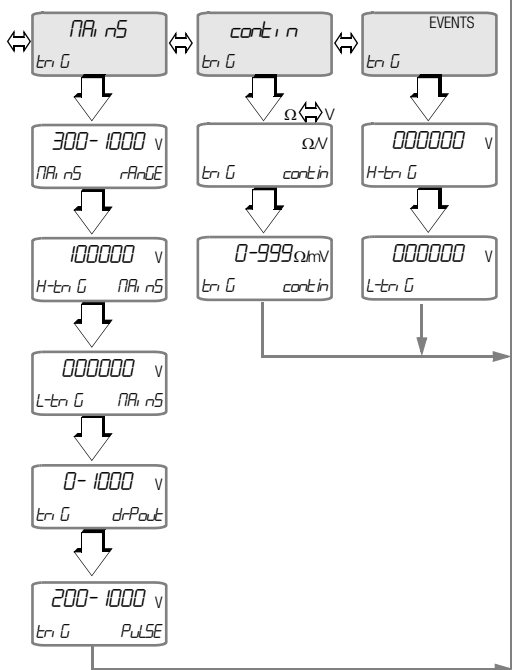 MAinS
triG
contin
triG
EVENTS
triG
300-1000 V
MAinS rAnGE
100000 V
H-triG MAinS
000000 V
L-triG MAinS
0-1000 V
triG drPout
200-1000 V
triG PuLSE
Ω V
Ω/V
triG contin
0-999 Ω/mV
triG contin
000000 V
H-triG
000000 V
L-triG